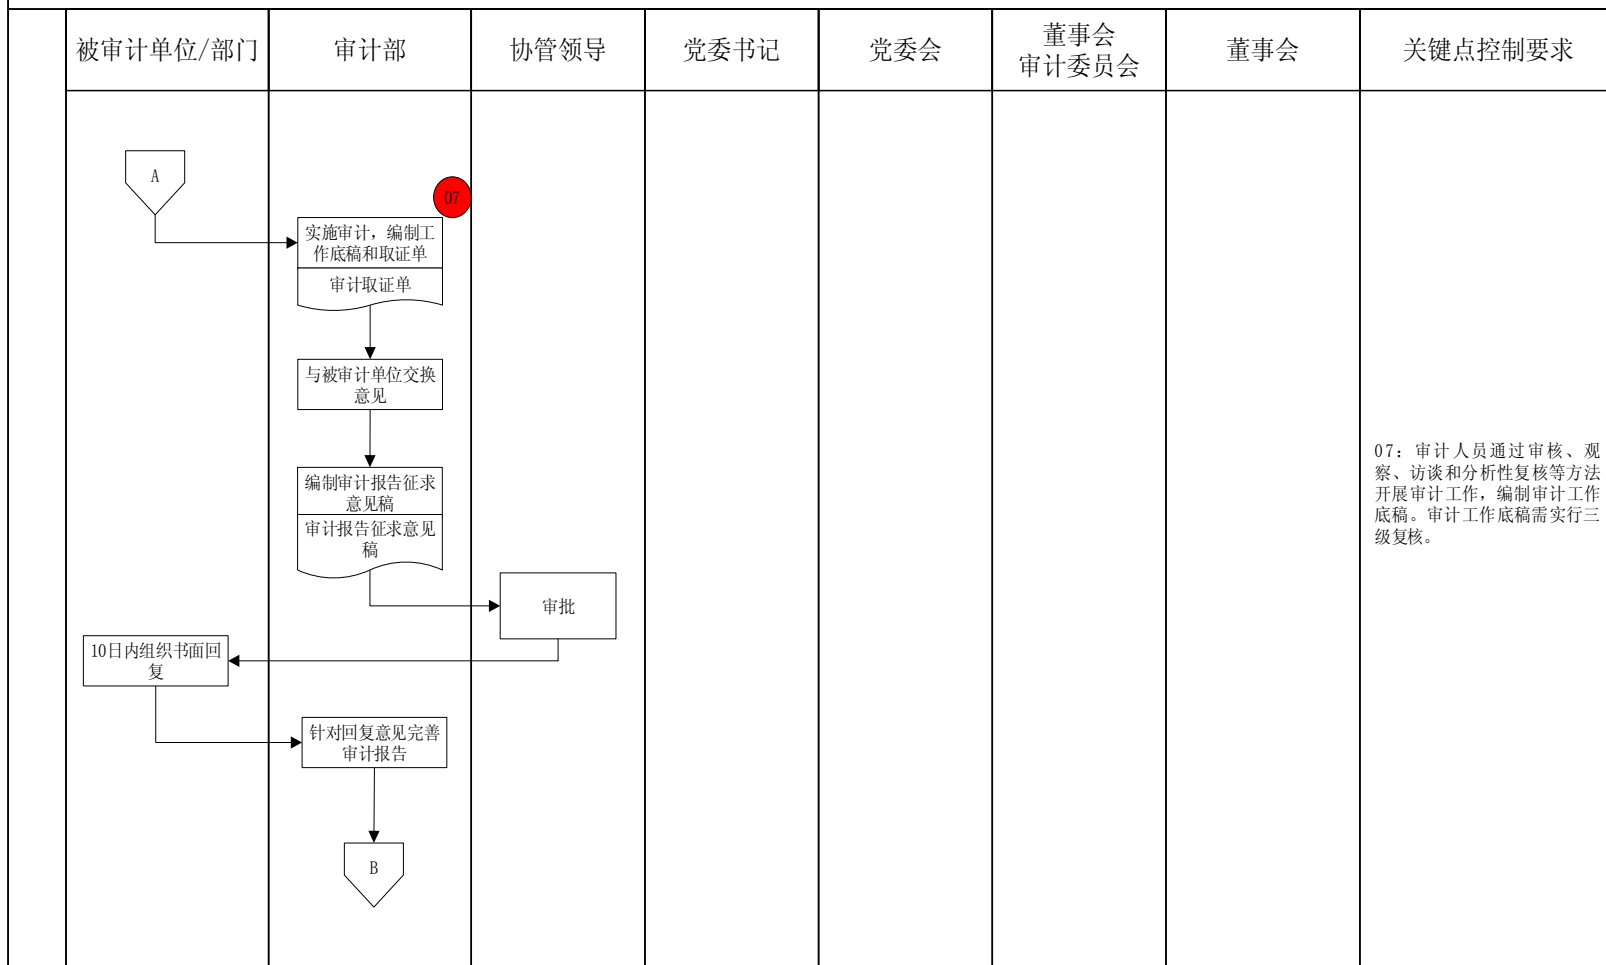 被审计单位/部门
审计部
协管领导
党委书记
党委会
董事会
审计委员会
董事会
关键点控制要求
A
07
实施审计，编制工
作底稿和取证单
审计取证单
与被审计单位交换
意见
编制审计报告征求
意见稿
审计报告征求意见
稿
审批
10日内组织书面回
复
针对回复意见完善
审计报告
B
07：审计人员通过审核、观
察、访谈和分析性复核等方法
开展审计工作，编制审计工作
底稿。审计工作底稿需实行三
级复核。